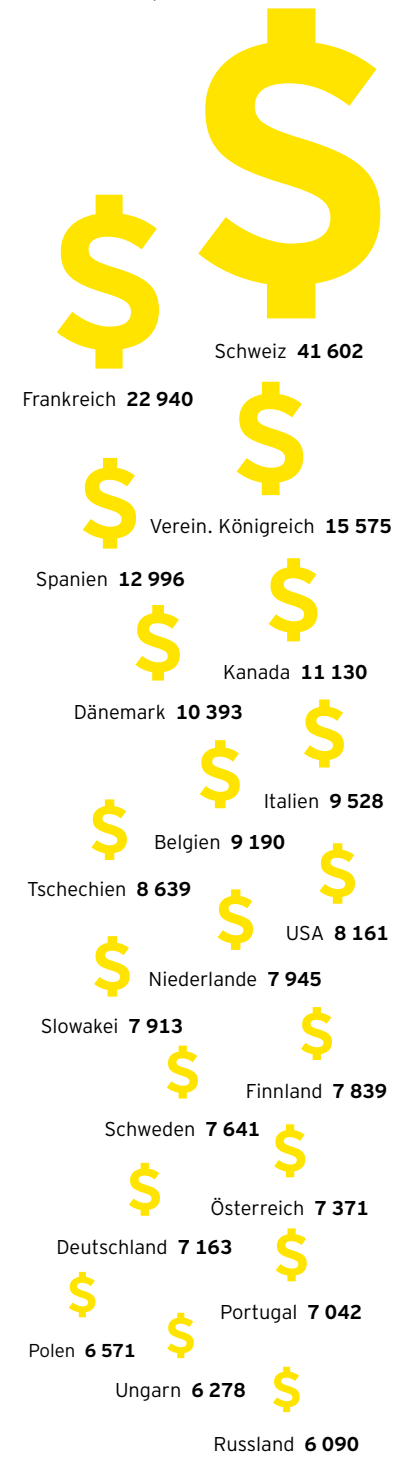 Schweiz 41 602
Frankreich 22 940
Verein. Königreich 15 575
Spanien 12 996
Kanada 11 130
Dänemark 10 393
Italien 9 528
Belgien 9 190
Tschechien 8 639
USA 8 161
Niederlande 7 945
Slowakei 7 913
Finnland 7 839
Schweden 7 641
Österreich 7 371
Deutschland 7 163
Portugal 7 042
Polen 6 571
Ungarn 6 278
Russland 6 090